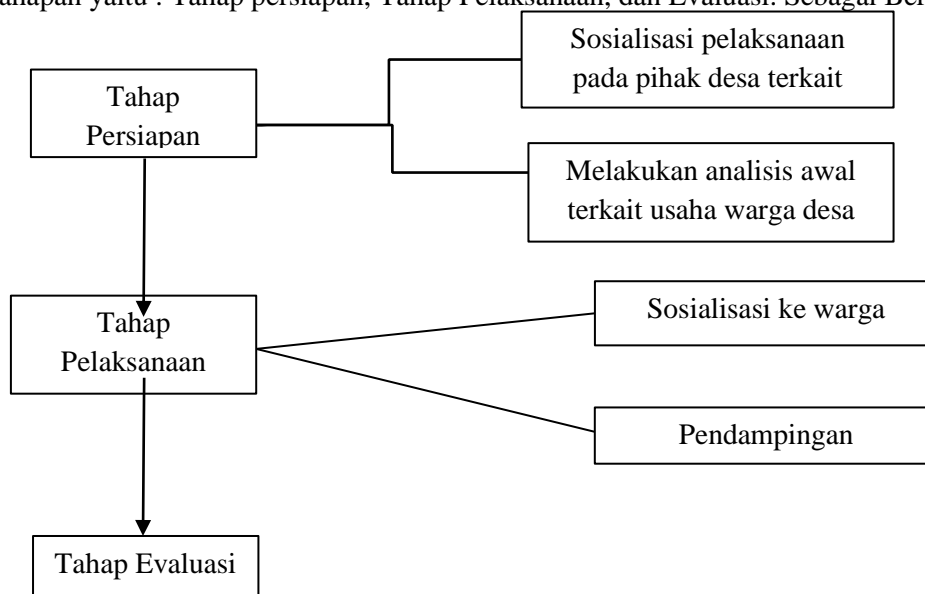 yaitu : Tahap persiapan, Tahap Pelaksanaan, dan Evaluasi. Sebagai
Sosialisasi pelaksanaan
pada pihak desa terkait
Tahap
Persiapan
Melakukan analisis awal
terkait usaha warga desa
Sosialisasi ke warga
Tahap
Pelaksanaan
Pendampingan
Tahap Evaluasi